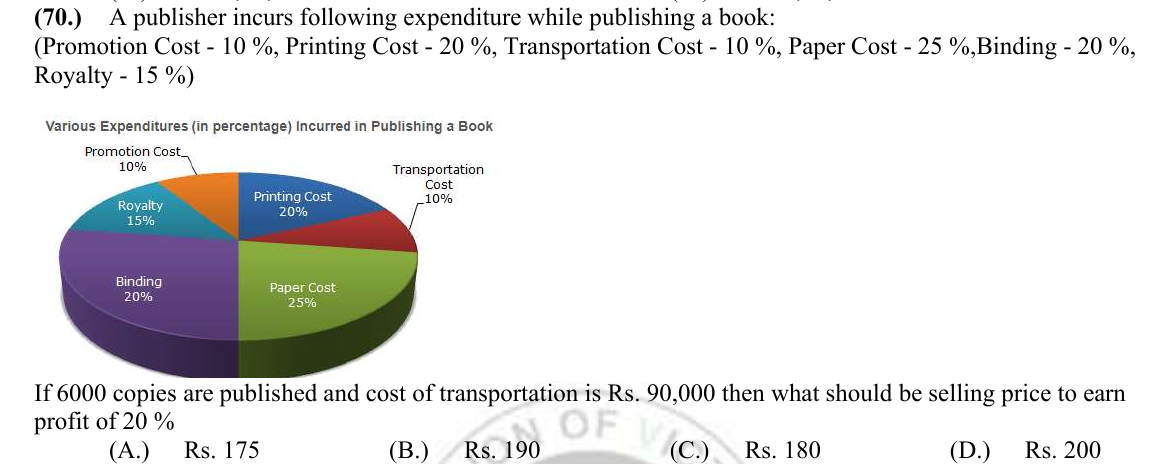 (70.) A publisher incurs following expenditure while publishing a book:
(Promotion Cost - 10 %, Printing Cost - 20 %, Transportation Cost - 10 %, Paper Cost - 25 %,Binding - 20 %,
Royalty - 15 %)
Various Expenditures (in percentage) Incurred in Publishing a Book
Promotion Cost
10%
Transportation
Cost
10%
Printing Cost
20%
Royalty
15%
Binding
20%
Paper Cost
25%
If 6000 copies are published and cost of transportation is Rs. 90,000 then what should be selling price to earn
profit of 20 %
(A.) Rs. 175 (B.) Rs. 190 (C.) Rs. 180 (D.) Rs. 200